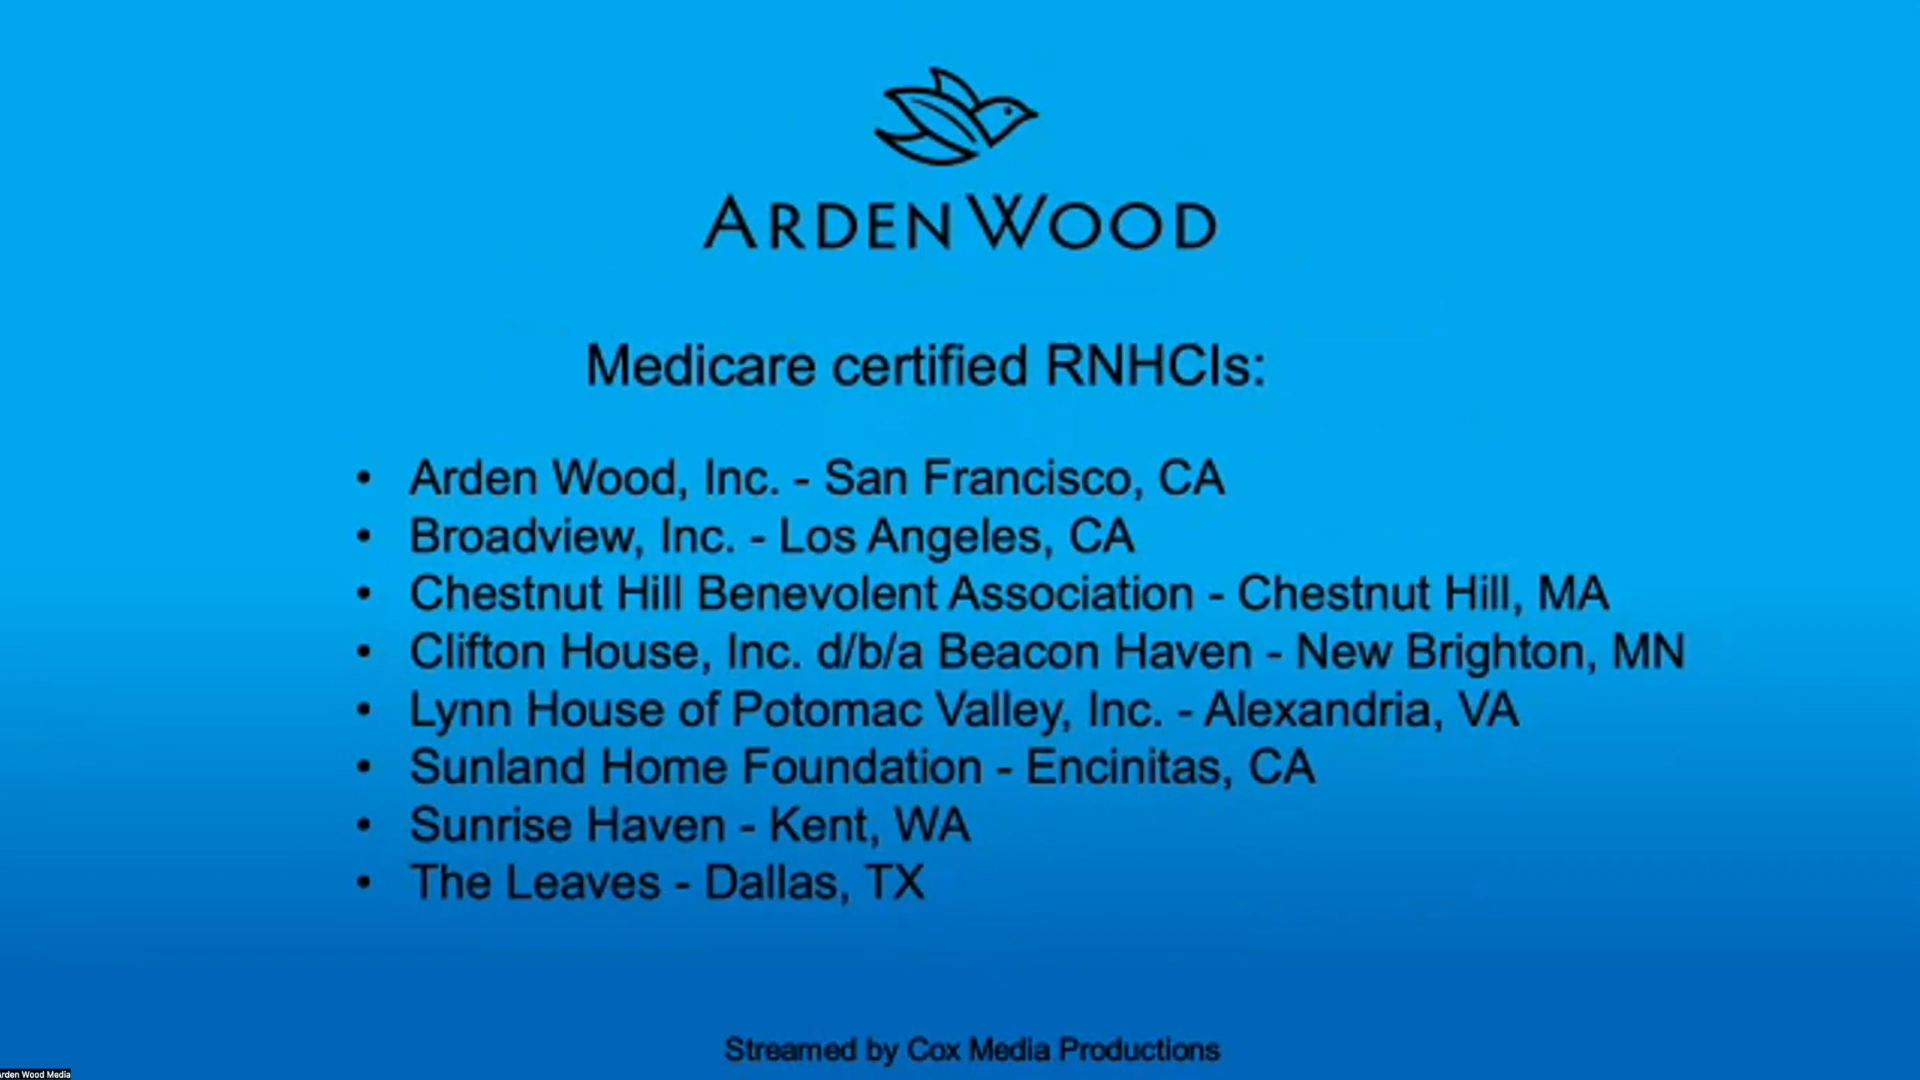 ARDEN WOOD
Medicare certified RNHCIs:
• Arden Wood, Inc. - San Francisco, CA
• Broadview, Inc. - Los Angeles, CA
• Chestnut Hill Benevolent Association - Chestnut Hill, MA
• Clifton House, Inc. d/b/a Beacon Haven - New Brighton, MN
• Lynn House of Potomac Valley, Inc. - Alexandria, VA
• Sunland Home Foundation - Encinitas, CA
• Sunrise Haven - Kent, WA
• The Leaves - Dallas, TX
Streamed by Cox Media Productions
rden Wood Media